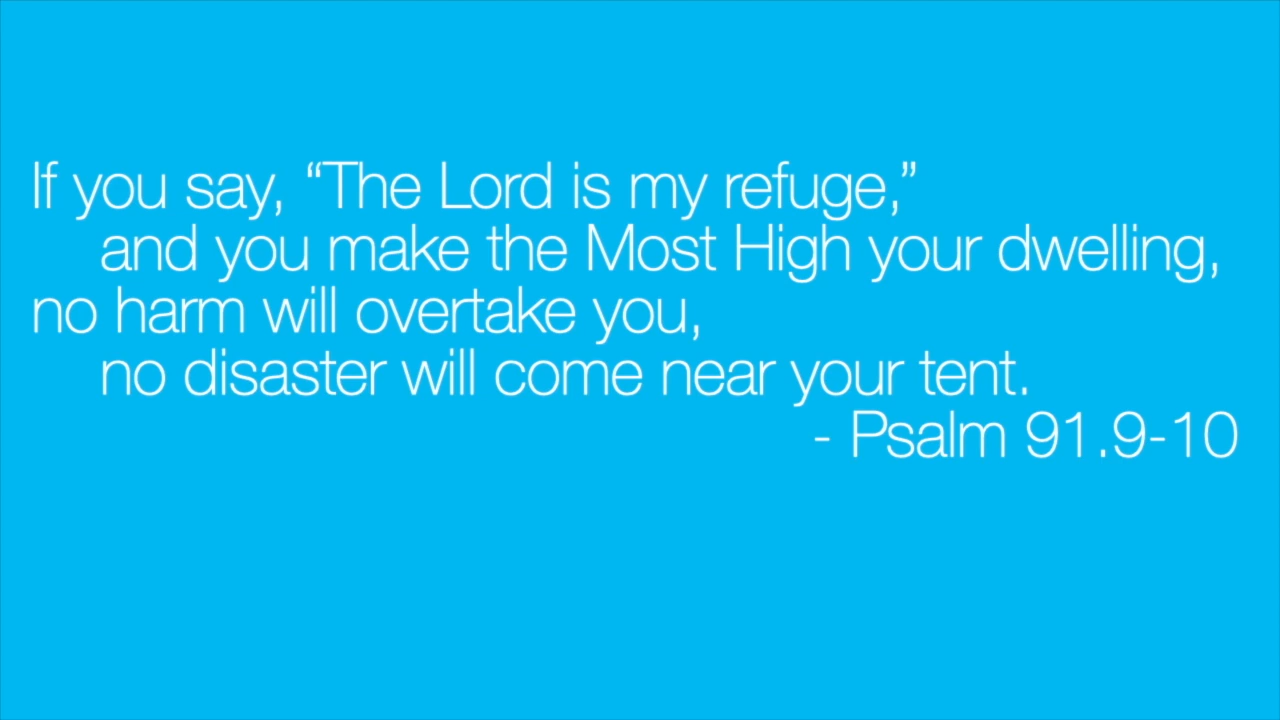 If you say, “The Lord is my refuge,”
and you make the Most High your dwelling,
no harm will overtake you,
no disaster will come near your tent.
- Psalm 91.9-10